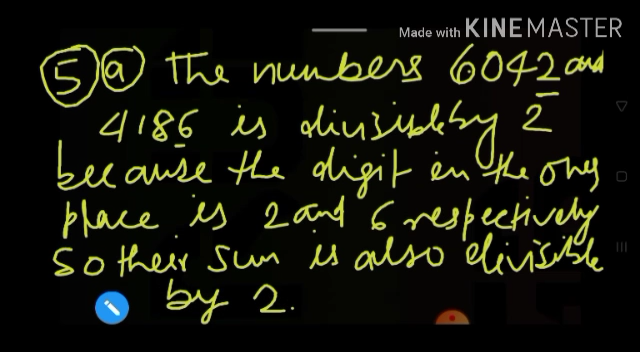 Made with KINEMASTER
5 a The numbers 6042 and
4186 is divisible by 2
because the digit in the ones
place is 2 and 6 respectively
so their sum is also divisible
by 2.